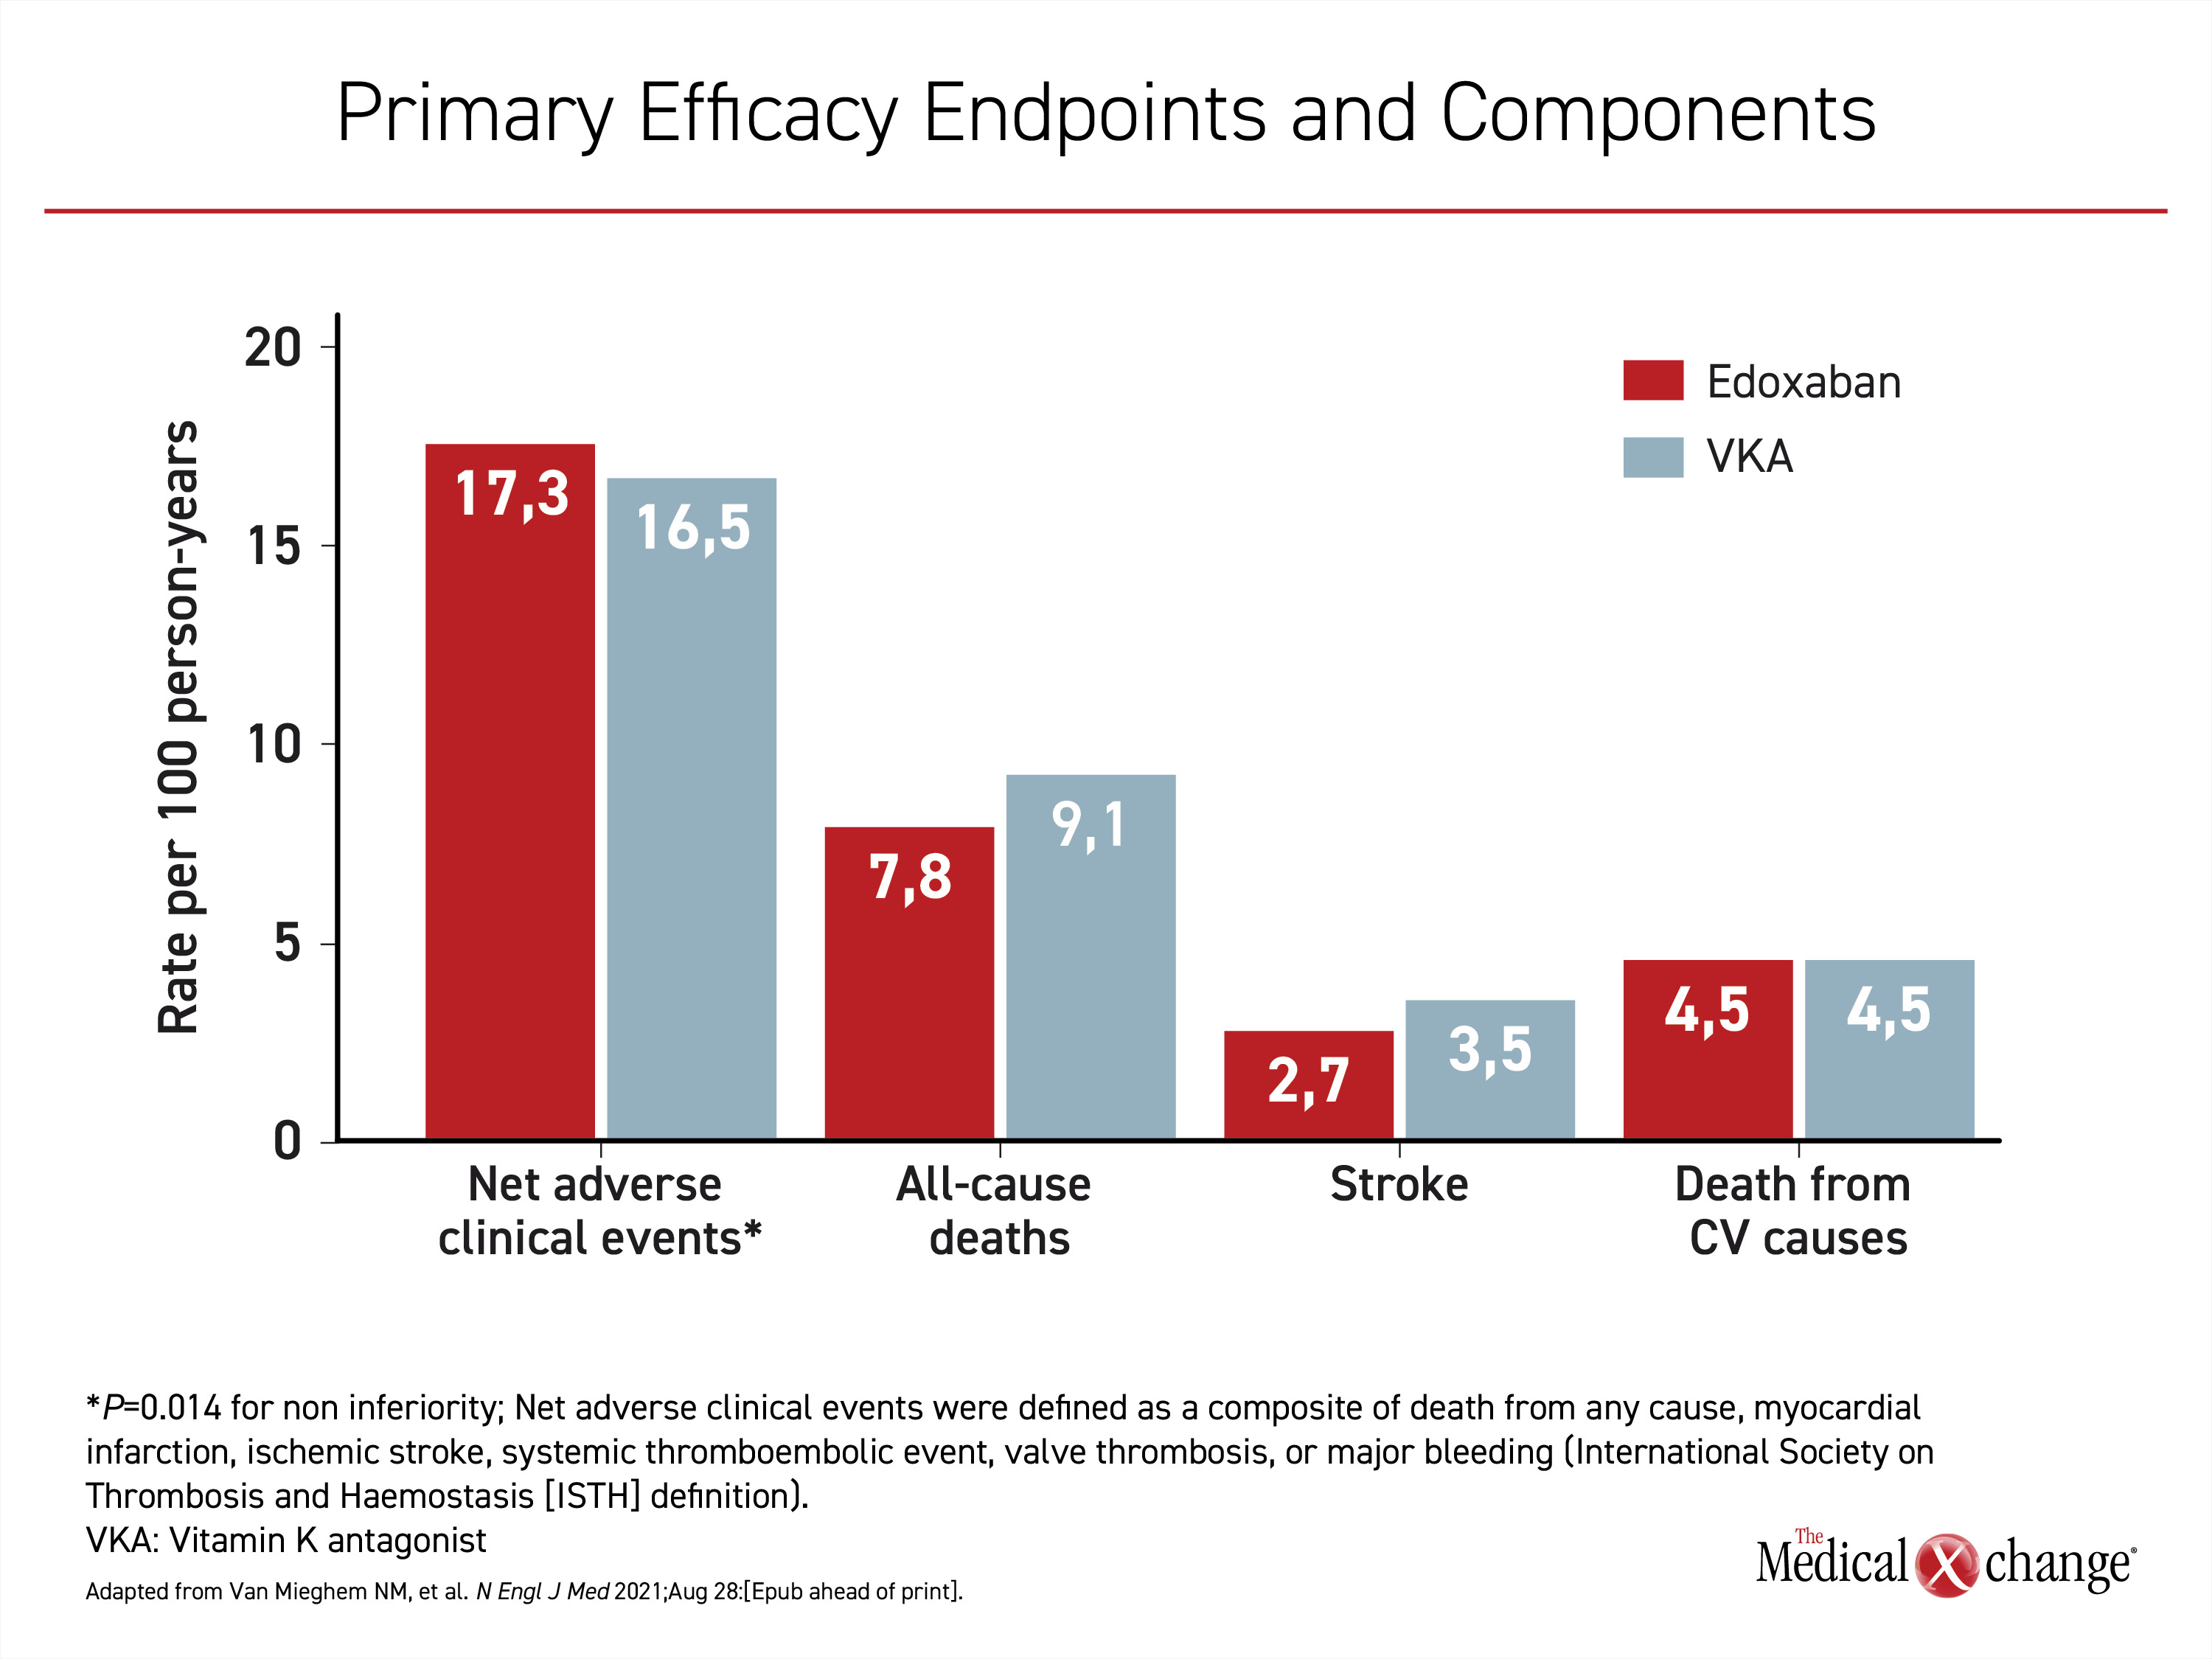 Primary Efficacy Endpoints and Components
Rate per 100 person-years
20
15
10
5
0
Edoxaban
VKA
17,3
16,5
7,8
9,1
2,7
3,5
4,5
4,5
Net adverse
clinical events*
All-cause
deaths
Stroke
Death from
CV causes
*P=0.014 for non inferiority; Net adverse clinical events were defined as a composite of death from any cause, myocardial
infarction, ischemic stroke, systemic thromboembolic event, valve thrombosis, or major bleeding (International Society on
Thrombosis and Haemostasis [ISTH] definition).
VKA: Vitamin K antagonist
Adapted from Van Mieghem NM, et al. N Engl J Med 2021;Aug 28:[Epub ahead of print].
The
Medical X change®